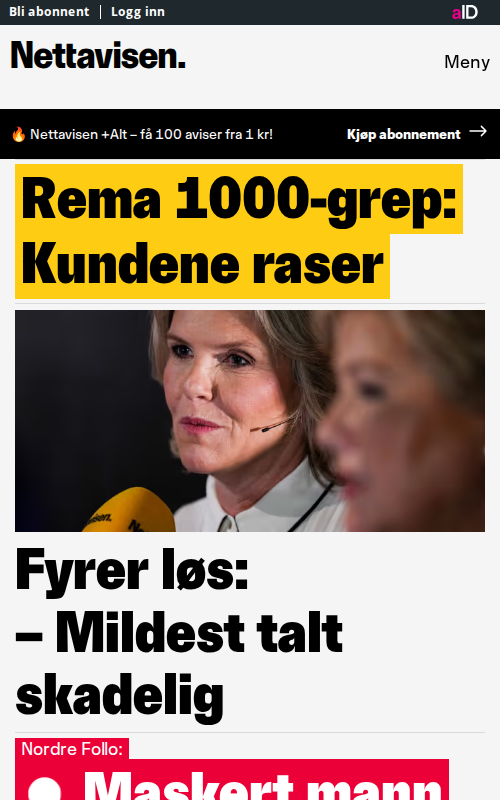 Bli abonnent | Logg inn
aID
Nettavisen.
Meny
🔥 Nettavisen +Alt – få 100 aviser fra 1 kr!
Kjøp abonnement →
Rema 1000-grep:
Kundene raser
Fyrer løs:
– Mildest talt
skadelig
Nordre Follo:
Maskert mann